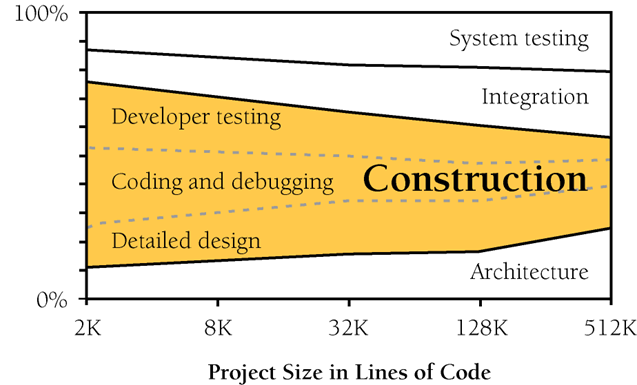 100%
System testing
Integration
Developer testing
Coding and debugging
Construction
Detailed design
Architecture
0%
2K 8K 32K 128K 512K
Project Size in Lines of Code